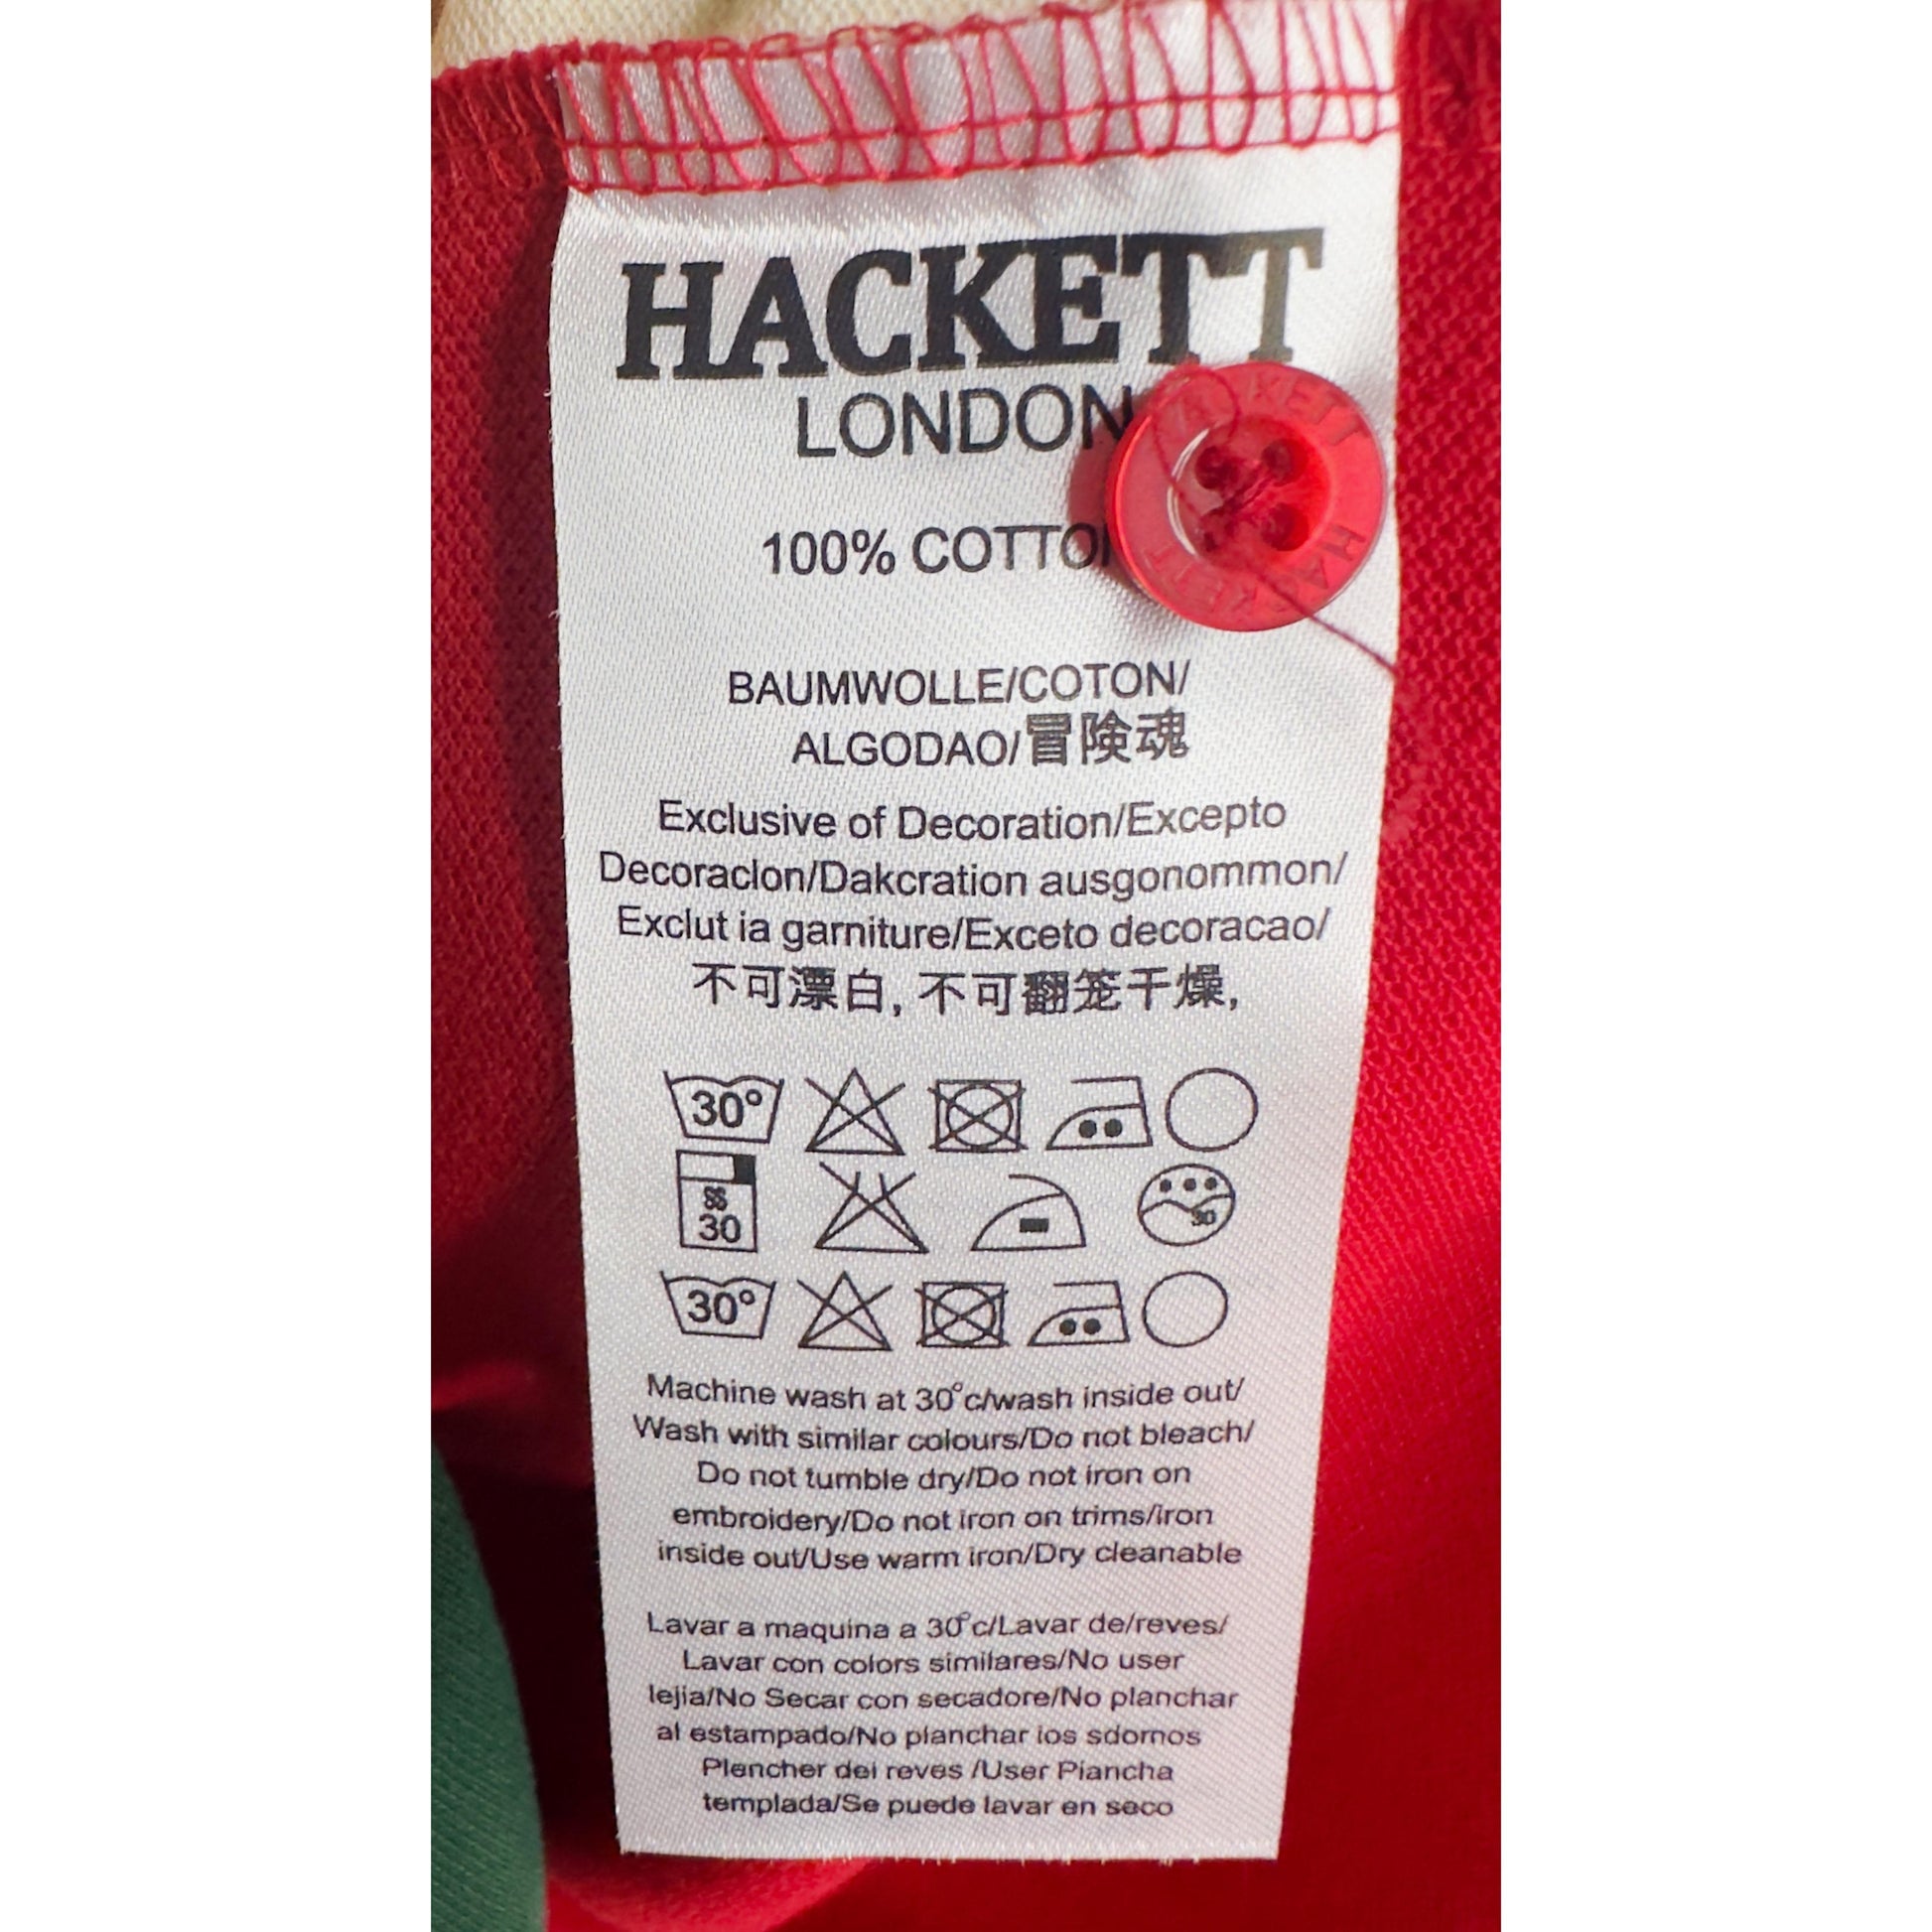 HACKETT
LONDON
100% COTTO
BAUMWOLLE/COTON/
ALGODAO/冒険魂
Exclusive of Decoration/Excepto
Decoraclon/Dakcration ausgonommon/
Exclut ia garniture/Exceto decoracao/
不可漂白, 不可翻笼干燥,
30°
30
30
30°
Machine wash at 30°c/wash inside out/
Wash with similar colours/Do not bleach/
Do not tumble dry/Do not iron on
embroidery/Do not iron on trims/iron
inside out/Use warm iron/Dry cleanable
Lavar a maquina a 30°c/Lavar de/reves/
Lavar con colors similares/No user
lejia/No Secar con secadore/No planchar
al estampado/No planchar ios sdornos
Plencher dei reves /User Piancha
templada/Se puede lavar en seco
HACKETT